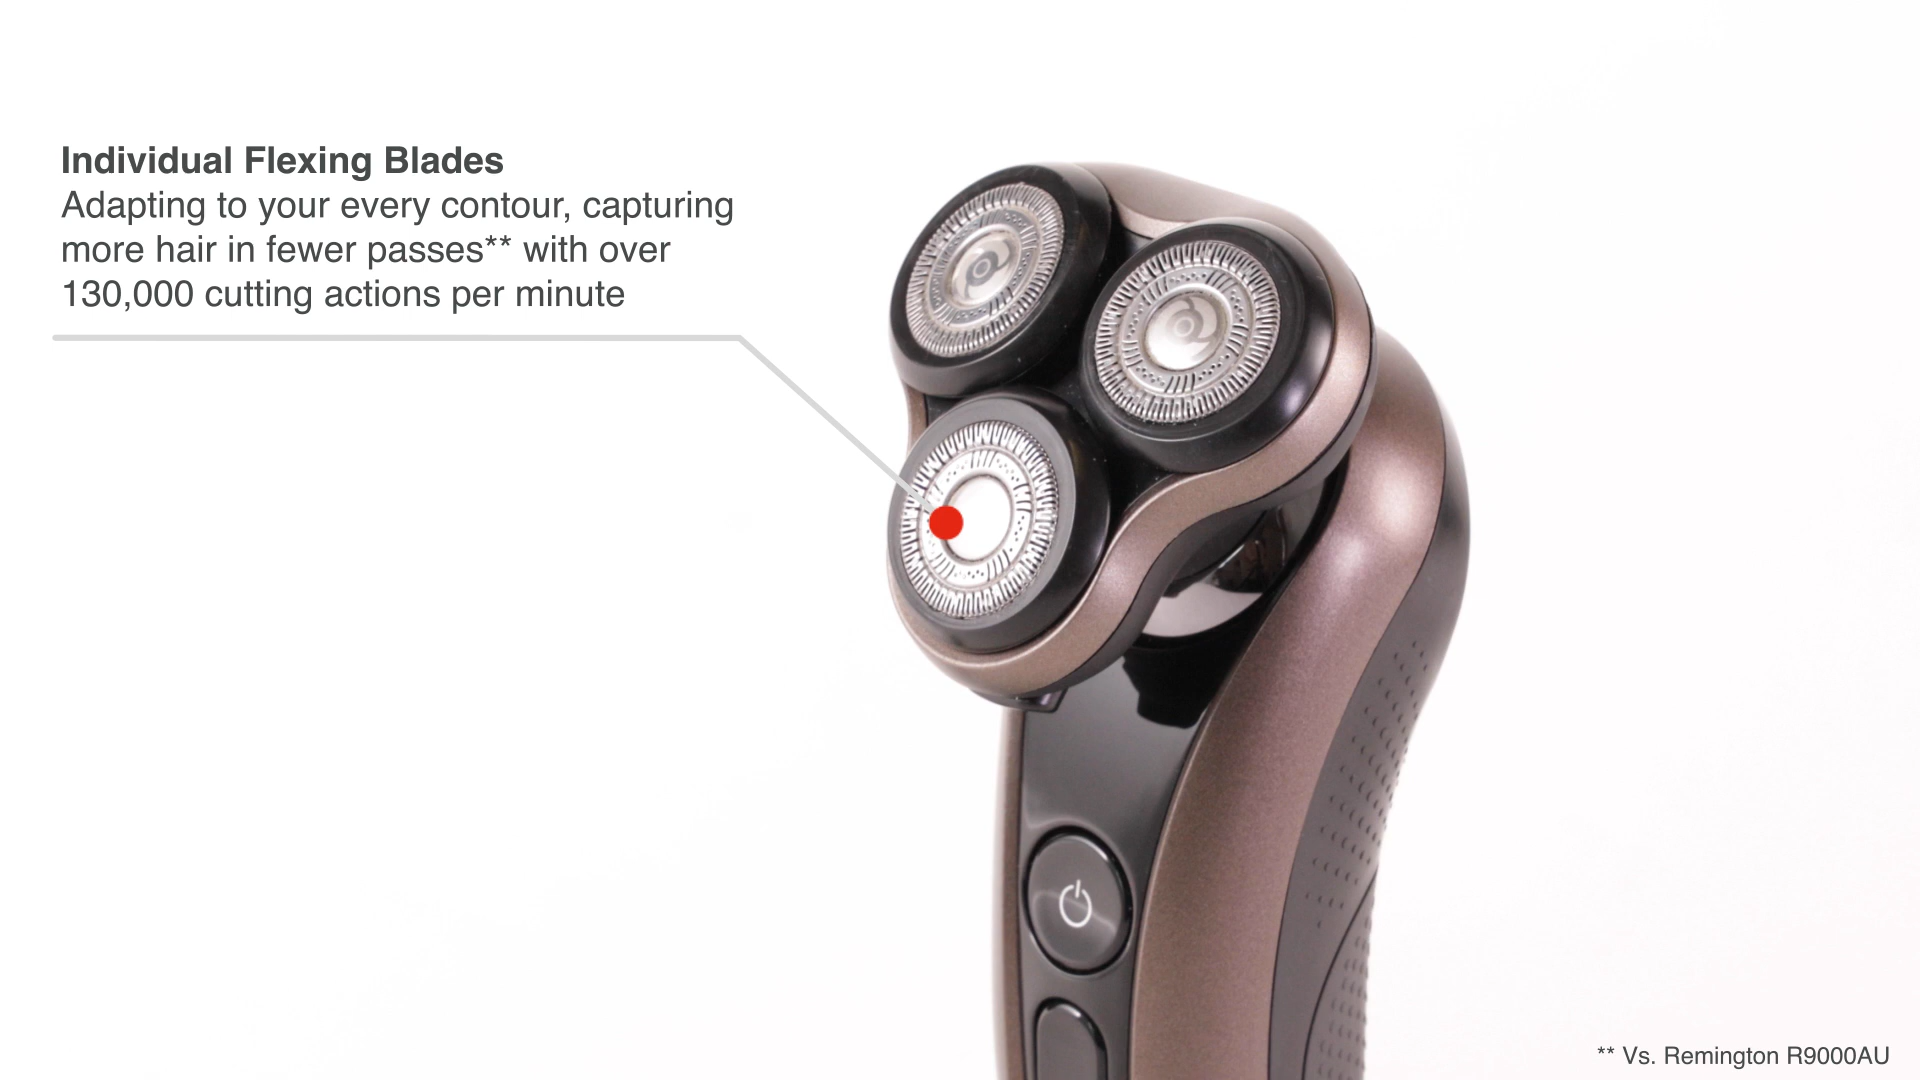 Individual Flexing Blades
Adapting to your every contour, capturing
more hair in fewer passes** with over
130,000 cutting actions per minute
** Vs. Remington R9000AU